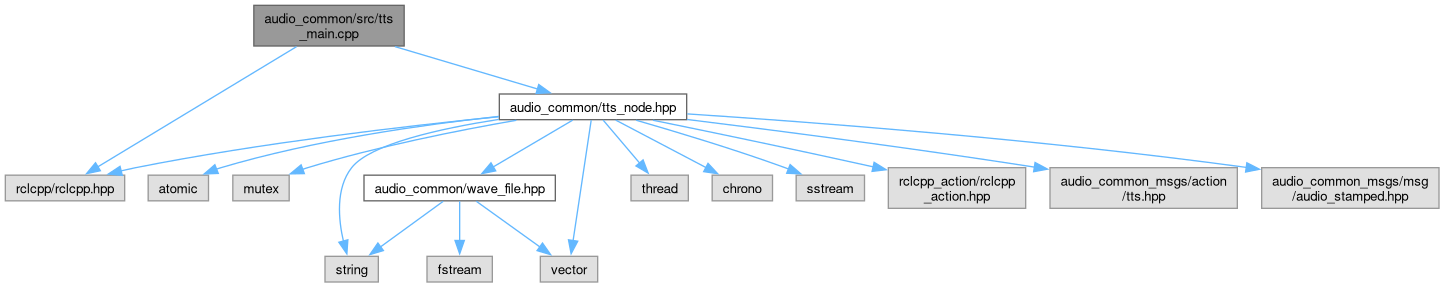 audio_common/src/tts
_main.cpp
audio_common/tts_node.hpp
rclcpp/rclcpp.hpp
atomic
mutex
audio_common/wave_file.hpp
thread
chrono
sstream
rclcpp_action/rclcpp
_action.hpp
audio_common_msgs/action
/tts.hpp
audio_common_msgs/msg
/audio_stamped.hpp
string
fstream
vector